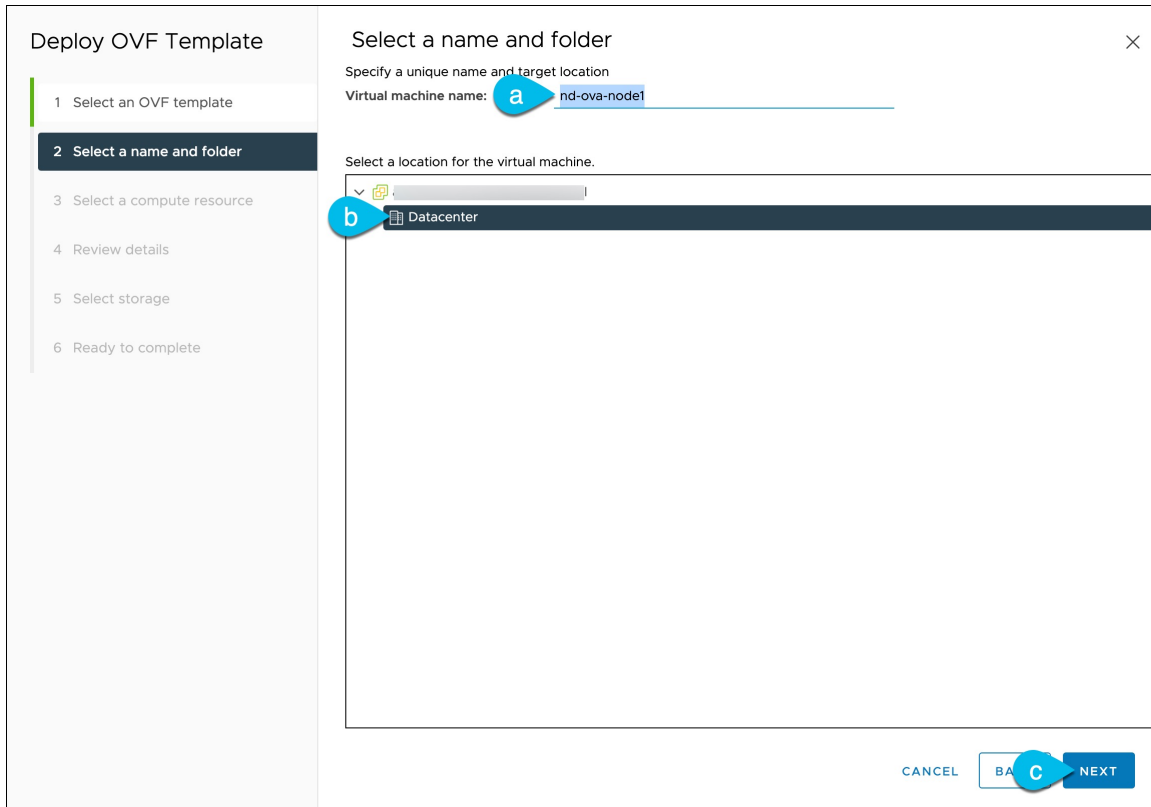 Deploy OVF Template
1 Select an OVF template
2 Select a name and folder
3 Select a compute resource
4 Review details
5 Select storage
6 Ready to complete
Select a name and folder
Specify a unique name and target location
Virtual machine name: a nd-ova-node1
Select a location for the virtual machine.
b Datacenter
CANCEL BA c NEXT